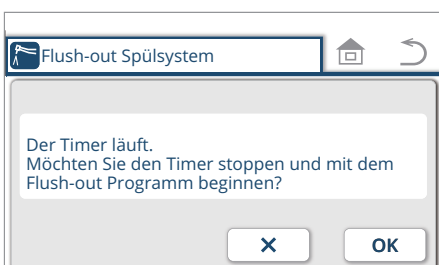 Flush-out Spülsystem
Der Timer läuft.
Möchten Sie den Timer stoppen und mit dem
Flush-out Programm beginnen?
OK